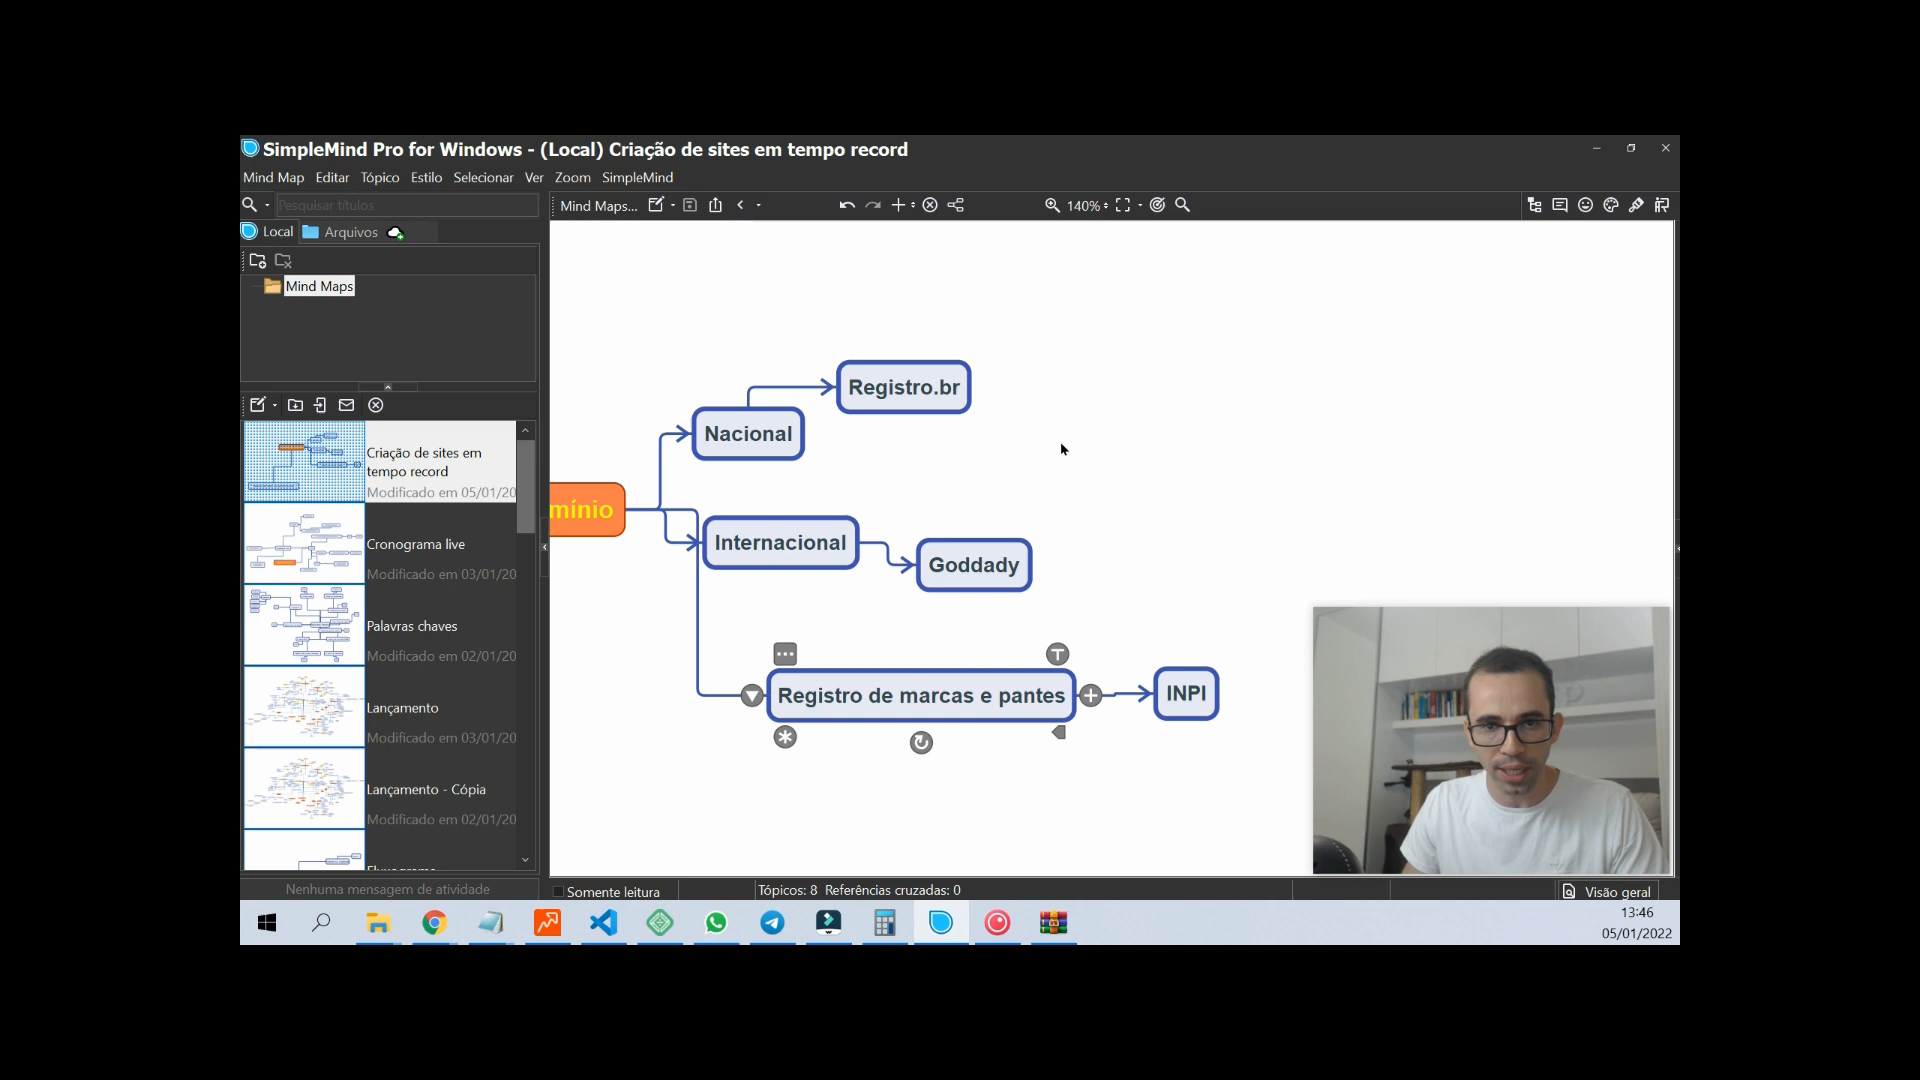 SimpleMind Pro for Windows - (Local) Criação de sites em tempo record
Mind Map Editar Tópico Estilo Selecionar Ver Zoom SimpleMind
Pesquisar títulos
Mind Maps...
140%
Local Arquivos
Mind Maps
Criação de sites em
tempo record
Modificado em 05/01/20
Cronograma live
Modificado em 03/01/20
Palavras chaves
Modificado em 02/01/20
Lançamento
Modificado em 03/01/20
Lançamento - Cópia
Modificado em 02/01/20
Registro.br
Nacional
mínio
Internacional
Goddady
Registro de marcas e pantes
INPI
Nenhuma mensagem de atividade
Somente leitura
Tópicos: 8 Referências cruzadas: 0
Visão geral
13:46
05/01/2022